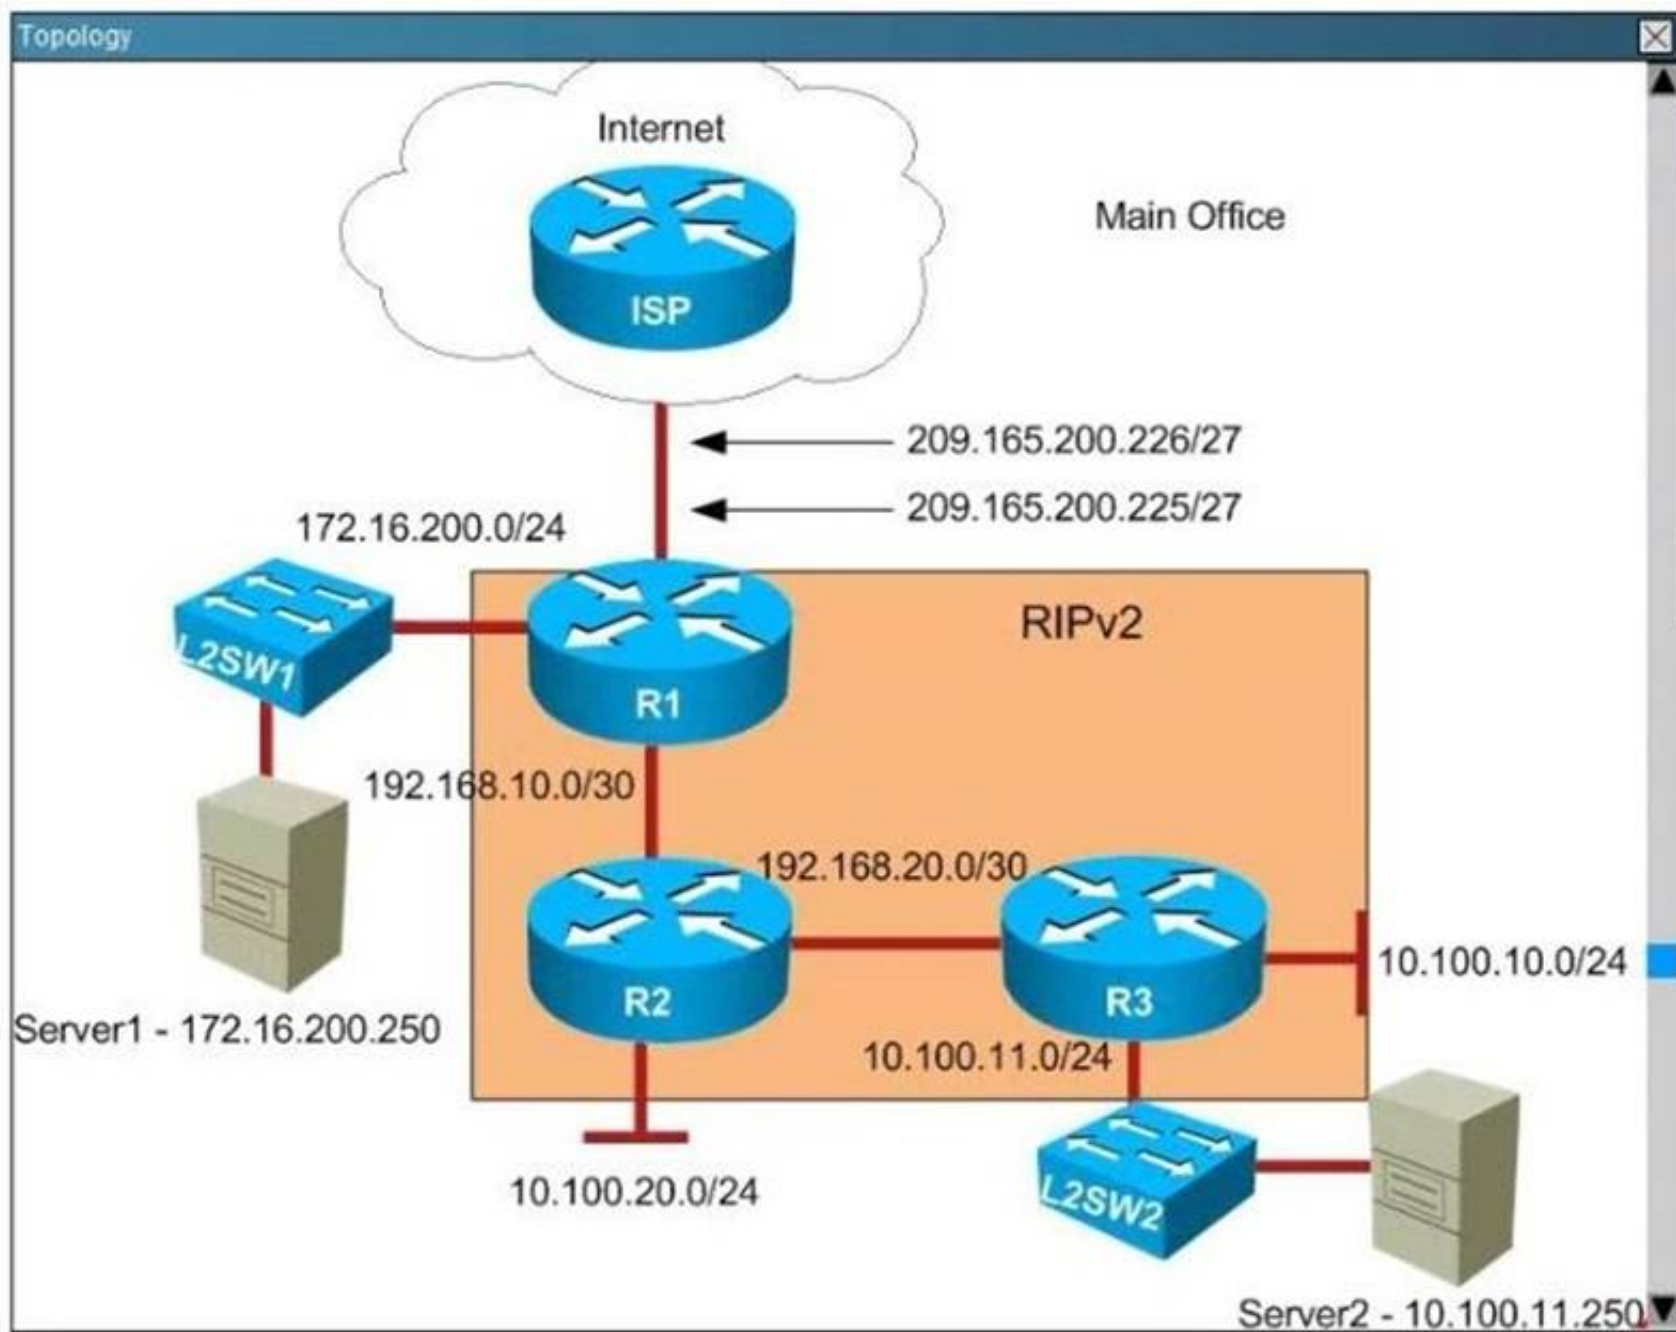 Topology
Internet
Main Office
ISP
209.165.200.226/27
209.165.200.225/27
172.16.200.0/24
RIPv2
L2SW1
R1
192.168.10.0/30
192.168.20.0/30
10.100.10.0/24
R2
R3
Server1 - 172.16.200.250
10.100.11.0/24
10.100.20.0/24
L2SW2
Server2 - 10.100.11.250